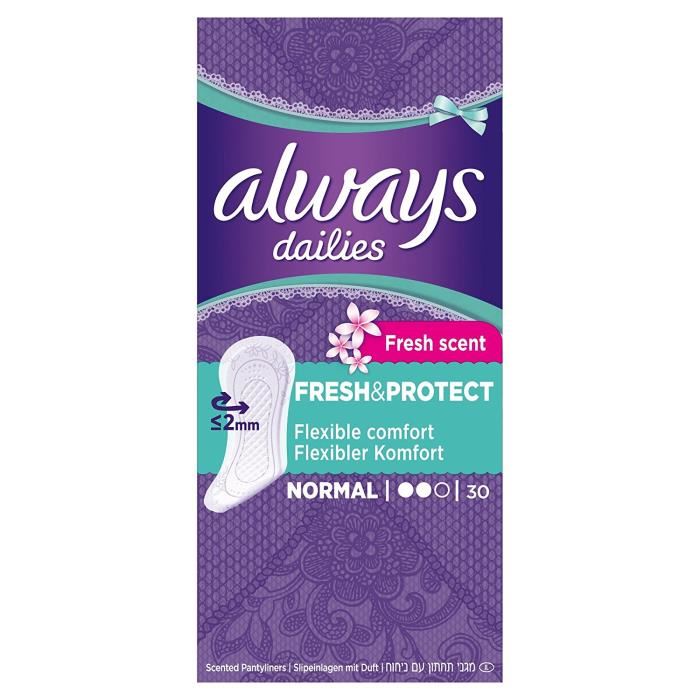 always
dailies
Fresh scent
FRESH&PROTECT
≤2mm
Flexible comfort
Flexibler Komfort
NORMAL | 30
Scented Pantyliners | Slipeinlagen mit Duft | מגני תחתון עם ניחוח